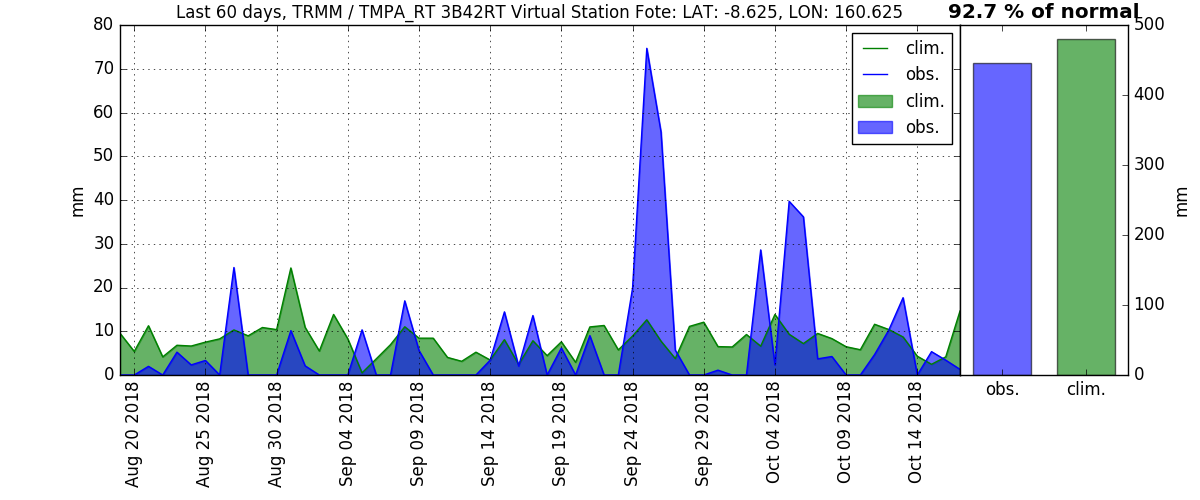 Last 60 days, TRMM / TMPA_RT 3B42RT Virtual Station Fote: LAT: -8.625, LON: 160.625
92.7 % of normal
80
70
60
50
40
30
20
10
0
mm
clim.
obs.
clim.
obs.
500
400
300
200
100
0
mm
Aug 20 2018
Aug 25 2018
Aug 30 2018
Sep 04 2018
Sep 09 2018
Sep 14 2018
Sep 19 2018
Sep 24 2018
Sep 29 2018
Oct 04 2018
Oct 09 2018
Oct 14 2018
obs.
clim.